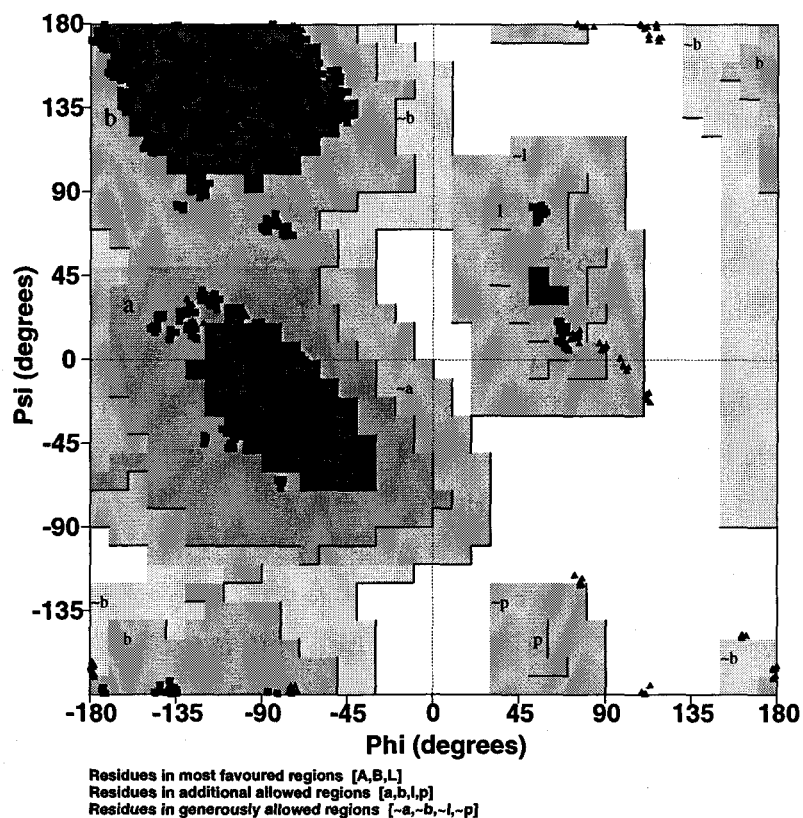 180
~b
b
135
b
~b
~l
90
l
45
a
Psi (degrees)
0
~a
-45
-90
-135
~b
~p
b
p
~b
-180 -135 -90 -45 0 45 90 135 180
Phi (degrees)
Residues in most favoured regions [A,B,L]
Residues in additional allowed regions [a,b,l,p]
Residues in generously allowed regions [~a,~b,~l,~p]